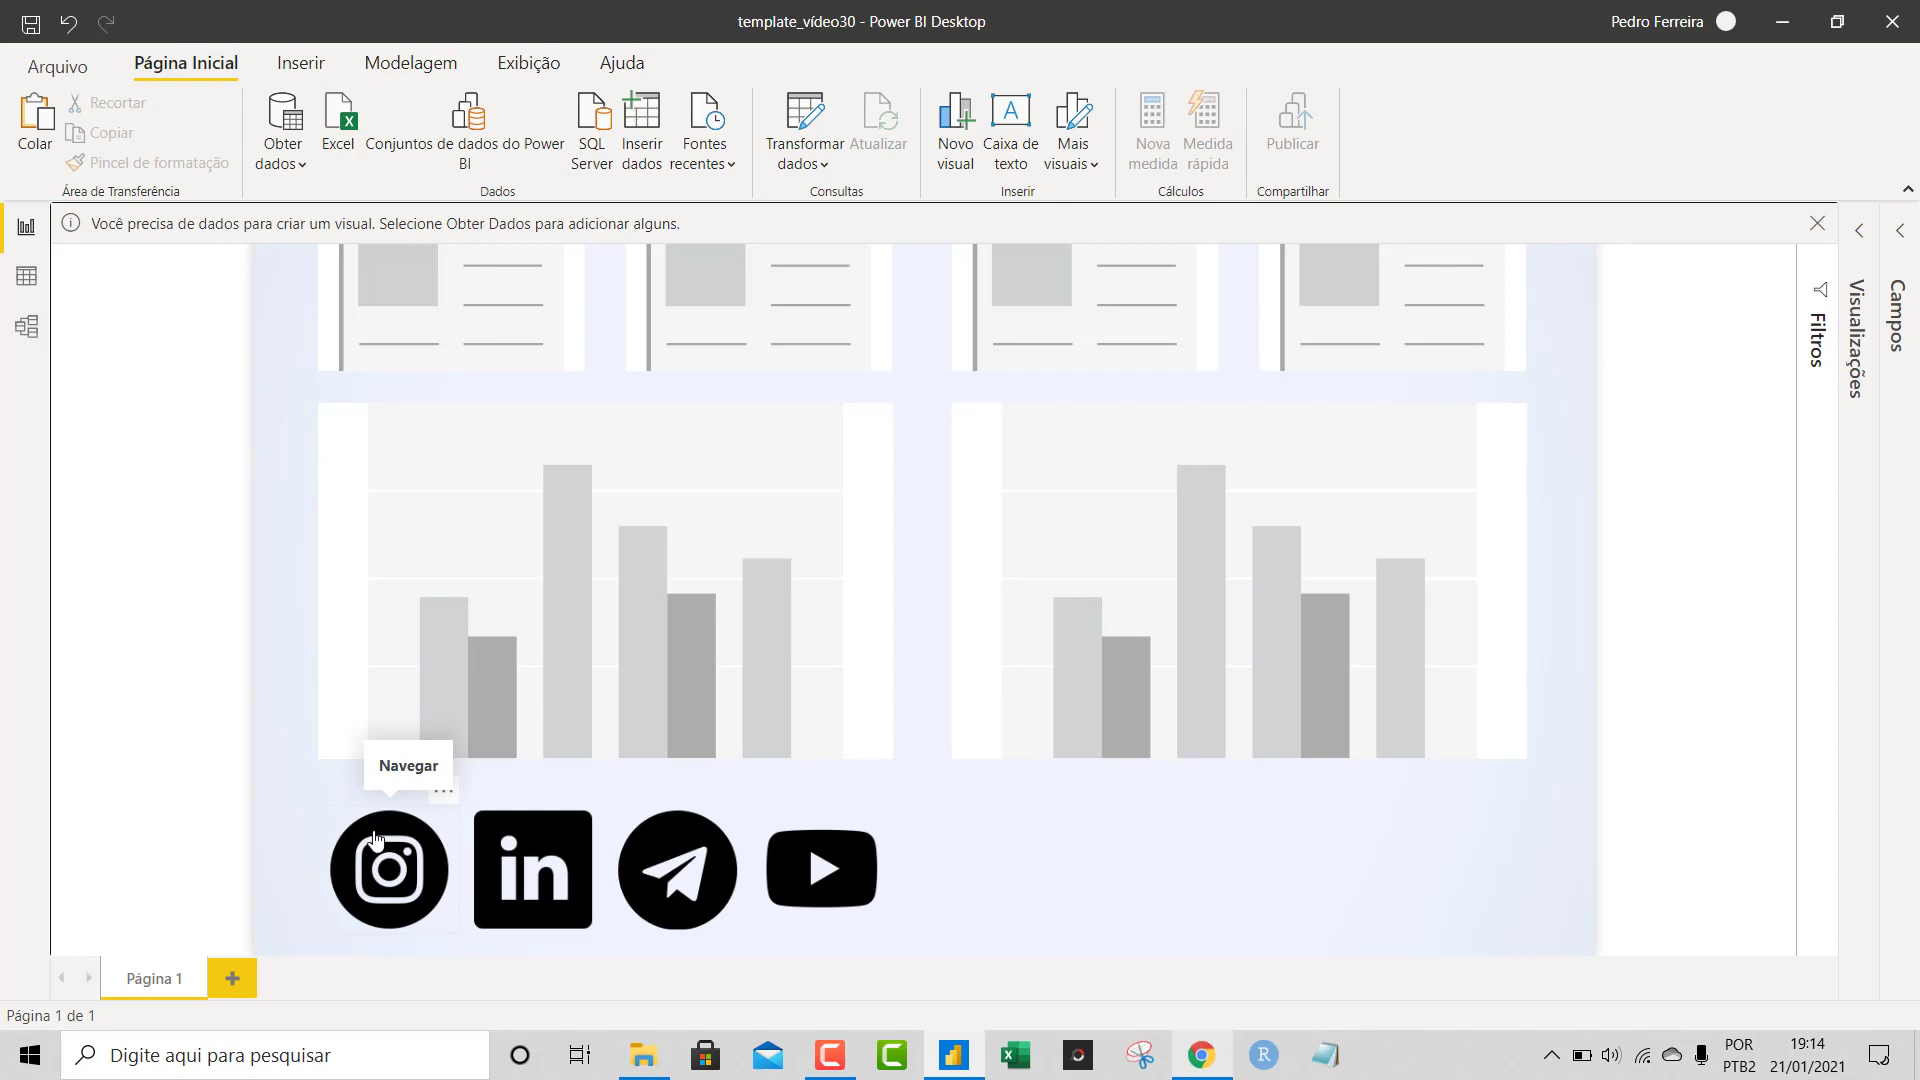 template_vídeo30 - Power BI Desktop
Pedro Ferreira
Arquivo
Página Inicial
Inserir
Modelagem
Exibição
Ajuda
Colar
Recortar
Copiar
Pincel de formatação
Área de Transferência
Obter dados
Excel
Conjuntos de dados do Power BI
SQL Server
Inserir dados
Fontes recentes
Dados
Transformar dados
Atualizar
Consultas
Novo visual
Caixa de texto
Mais visuais
Inserir
Nova medida
Medida rápida
Cálculos
Publicar
Compartilhar
Você precisa de dados para criar um visual. Selecione Obter Dados para adicionar alguns.
Filtros
Visualizações
Campos
Navegar
in
Página 1
Página 1 de 1
Digite aqui para pesquisar
POR
PTB2
19:14
21/01/2021